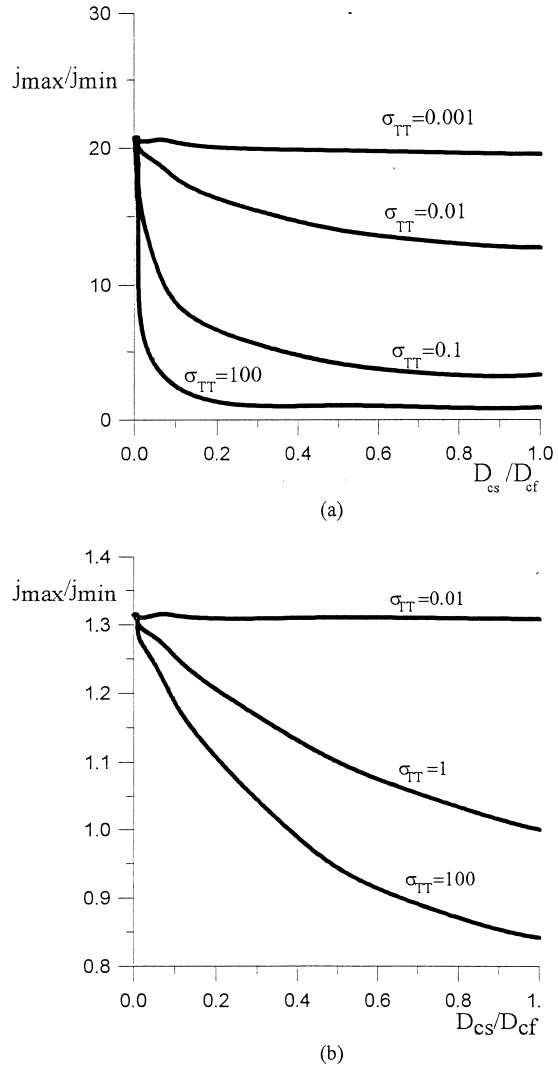 30
jmax/jmin
σTT=0.001
20
σTT=0.01
10
σTT=0.1
σTT=100
0
0.0 0.2 0.4 0.6 0.8 1.0
Dcs /Dcf
(a)
1.4
jmax/jmin
σTT=0.01
1.3
1.2
1.1
σTT=1
1.0
σTT=100
0.9
0.8
0.0 0.2 0.4 0.6 0.8 1.
Dcs/Dcf
(b)